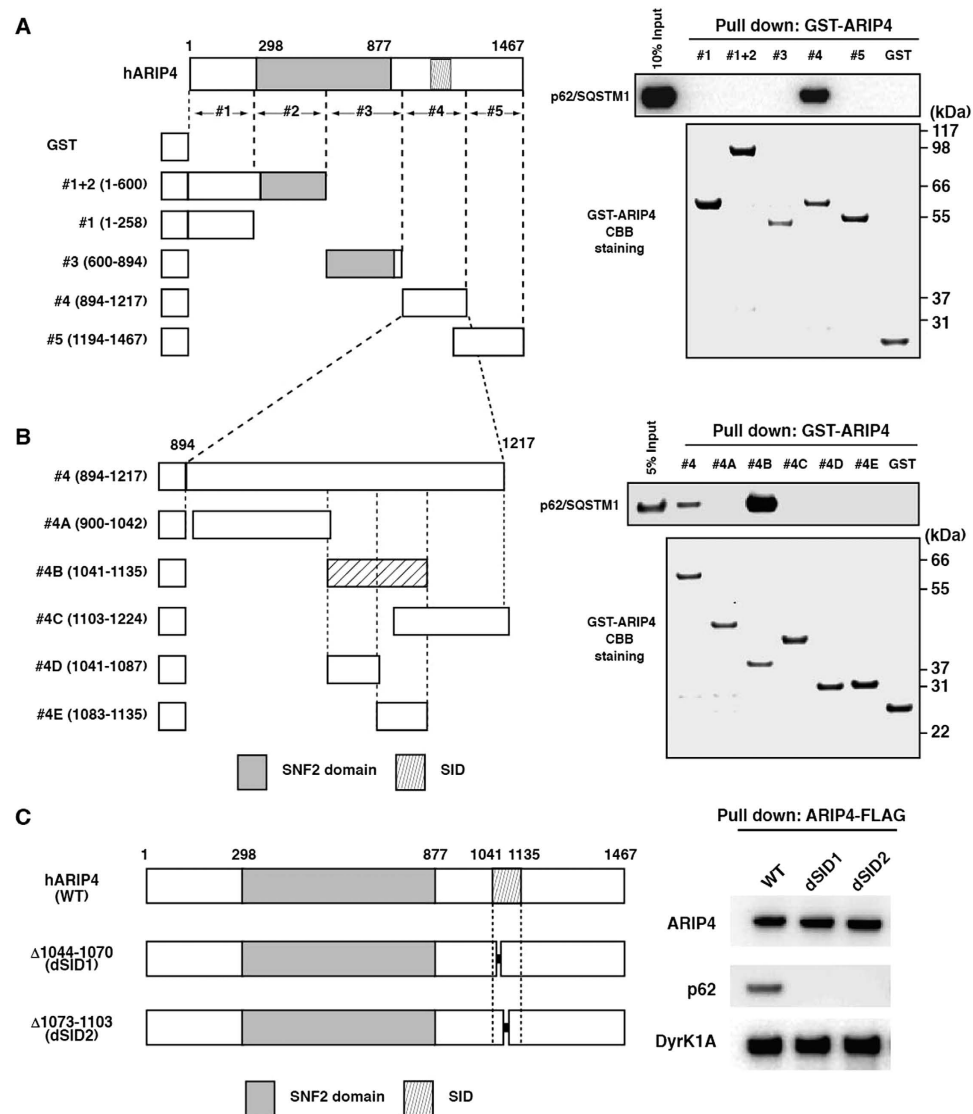 A
1 298 877 1467
hARIP4
#1 #2 #3 #4 #5
GST
#1+2 (1-600)
#1 (1-258)
#3 (600-894)
#4 (894-1217)
#5 (1194-1467)
10% Input
Pull down: GST-ARIP4
#1 #1+2 #3 #4 #5 GST
p62/SQSTM1
(kDa)
117
98
66
55
37
31
GST-ARIP4
CBB
staining
B
894 1217
#4 (894-1217)
#4A (900-1042)
#4B (1041-1135)
#4C (1103-1224)
#4D (1041-1087)
#4E (1083-1135)
SNF2 domain SID
5% Input
Pull down: GST-ARIP4
#4 #4A #4B #4C #4D #4E GST
p62/SQSTM1
(kDa)
66
55
37
31
22
GST-ARIP4
CBB
staining
C
1 298 877 1041 1135 1467
hARIP4
(WT)
Δ1044-1070
(dSID1)
Δ1073-1103
(dSID2)
SNF2 domain SID
Pull down: ARIP4-FLAG
WT dSID1 dSID2
ARIP4
p62
DyrK1A